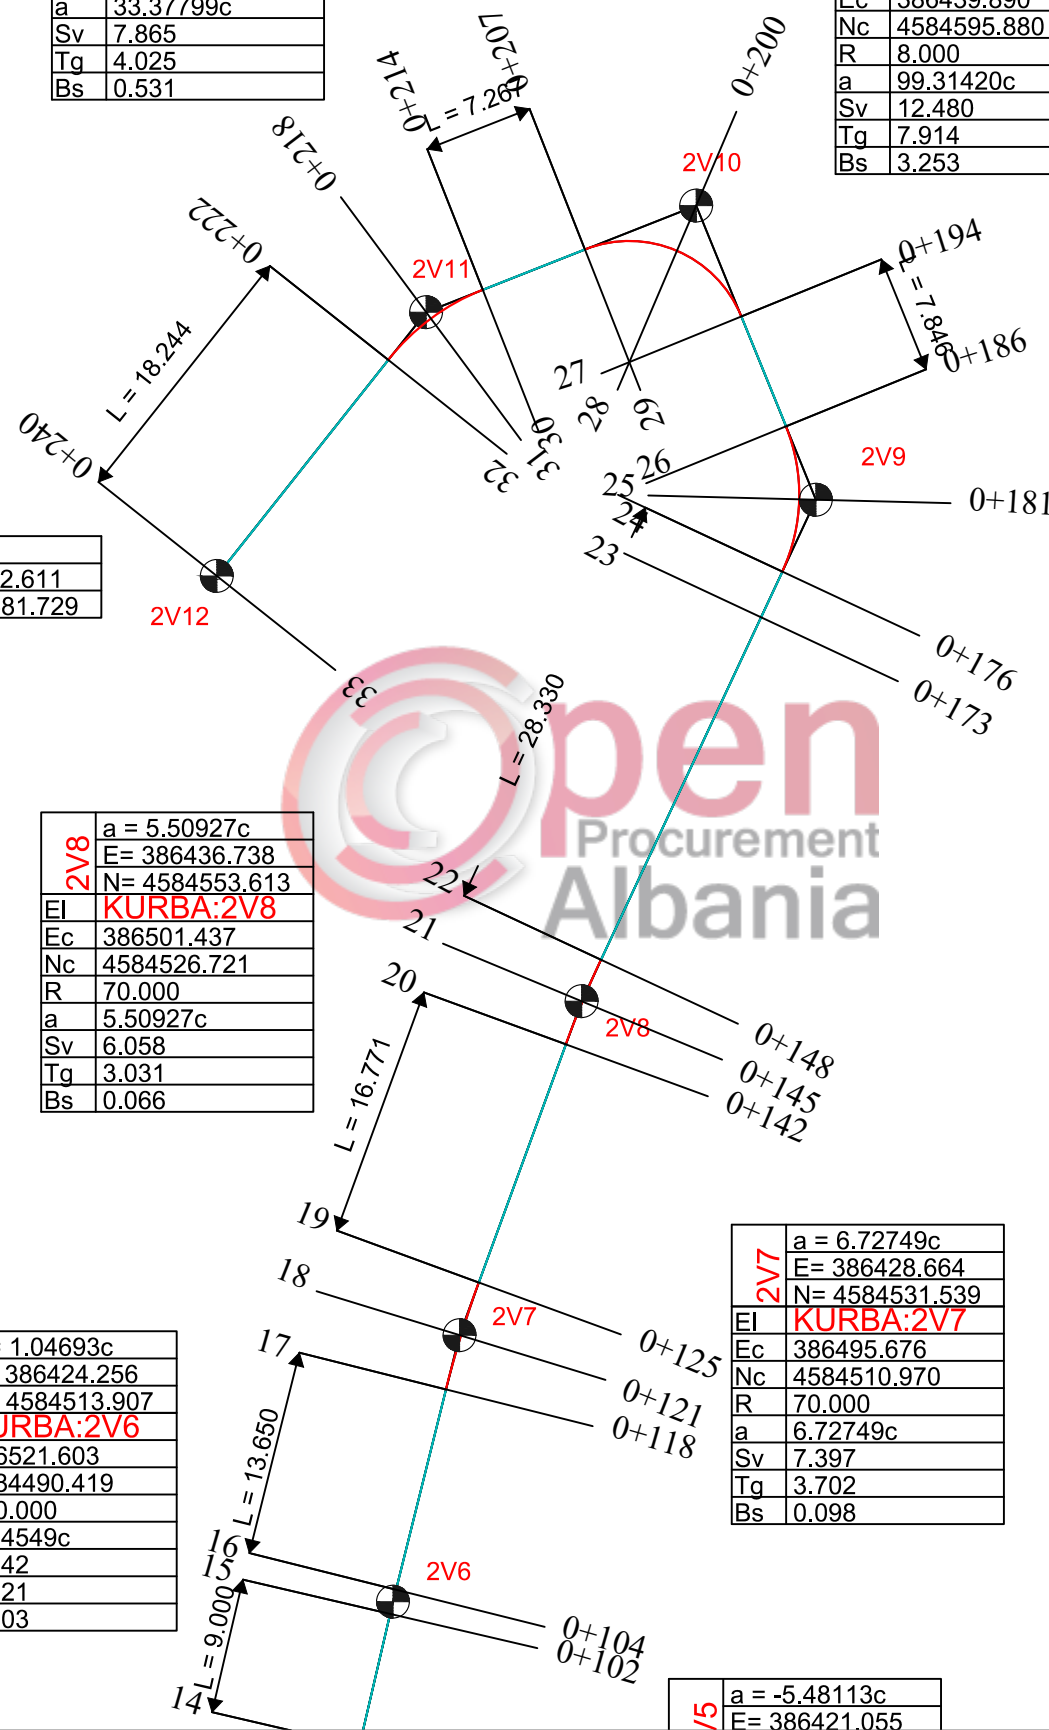 a 33.37799c
Sv 7.865
Tg 4.025
Bs 0.531
Nc 4584595.880
R 8.000
a 99.31420c
Sv 12.480
Tg 7.914
Bs 3.253
0+207
0+214
L = 7.267
0+200
0+218
2V10
0+222
2V11
0+194
L = 7.846
0+186
L = 18.244
27
28
29
30
31
32
0+240
26
25
24
23
2V9
0+181
2.611
81.729
2V12
33
0+176
0+173
L = 28.330
Open
Procurement
Albania
2V8
a = 5.50927c
E= 386436.738
N= 4584553.613
El KURBA:2V8
Ec 386501.437
Nc 4584526.721
R 70.000
a 5.50927c
Sv 6.058
Tg 3.031
Bs 0.066
22
21
20
2V8
0+148
0+145
0+142
L = 16.771
19
18
17
2V7
0+125
0+121
0+118
2V7
a = 6.72749c
E= 386428.664
N= 4584531.539
El KURBA:2V7
Ec 386495.676
Nc 4584510.970
R 70.000
a 6.72749c
Sv 7.397
Tg 3.702
Bs 0.098
1.04693c
386424.256
4584513.907
URBA:2V6
6521.603
84490.419
0.000
4549c
42
21
03
L = 13.650
16
15
2V6
L = 9.000
0+104
0+102
14
V5
a = -5.48113c
E= 386421.055